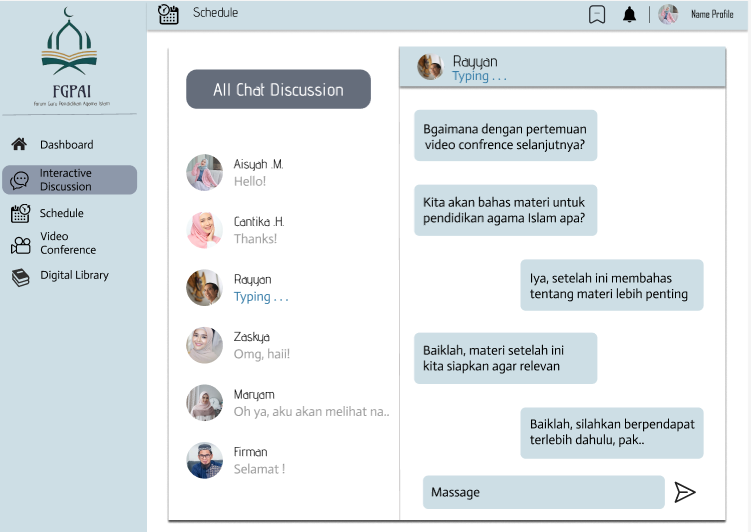 FGPAI
Forum Guru Pendidikan Agama Islam
Dashboard
Interactive
Discussion
Schedule
Video
Conference
Digital Library
Schedule
Name Profile
All Chat Discussion
Aisyah .M.
Hello!
Cantika .H.
Thanks!
Rayyan
Typing . . .
Zaskya
Omg, haii!
Maryam
Oh ya, aku akan melihat na..
Firman
Selamat !
Rayyan
Typing . . .
Bgaimana dengan pertemuan
video confrence selanjutnya?
Kita akan bahas materi untuk
pendidikan agama Islam apa?
Iya, setelah ini membahas
tentang materi lebih penting
Baiklah, materi setelah ini
kita siapkan agar relevan
Baiklah, silahkan berpendapat
terlebih dahulu, pak..
Massage